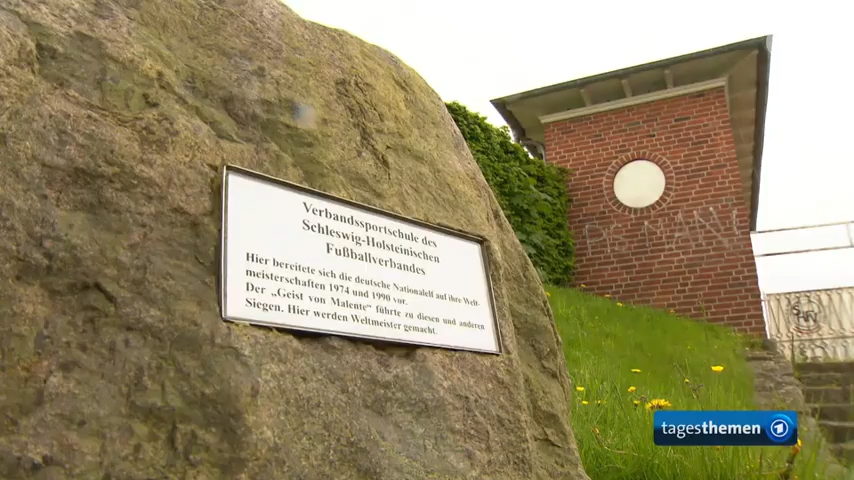 Verbandssportschule des
Schleswig-Holsteinischen
Fußballverbandes
Hier bereitete sich die deutsche Nationalelf auf ihre Welt-
meisterschaften 1974 und 1990 vor.
Der „Geist von Malente“ führte zu diesen und anderen
Siegen. Hier werden Weltmeister gemacht.
tagesthemen